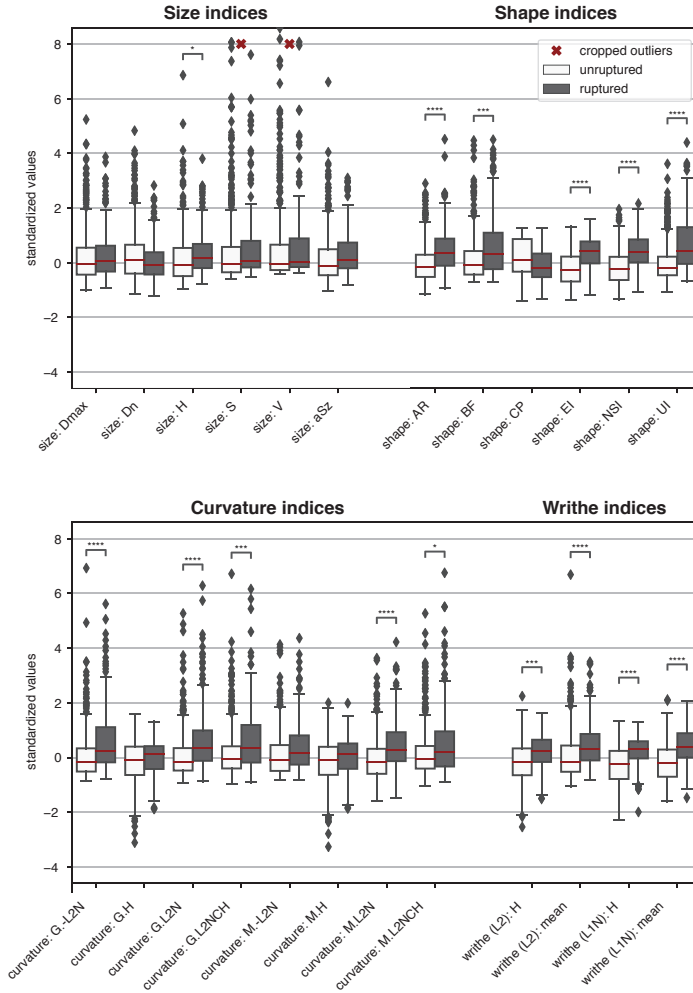 Size indices
Shape indices
8
6
4
2
0
−2
−4
standardized values
*
****
***
****
****
****
cropped outliers
unruptured
ruptured
size: Dmax
size: Dn
size: H
size: S
size: V
size: aSz
shape: AR
shape: BF
shape: CP
shape: EI
shape: NSI
shape: UI
Curvature indices
Writhe indices
8
6
4
2
0
−2
−4
standardized values
****
****
***
****
*
***
****
****
****
curvature: G.-L2N
curvature: G.H
curvature: G.L2N
curvature: G.L2NCH
curvature: M.-L2N
curvature: M.H
curvature: M.L2N
curvature: M.L2NCH
writhe (L2): H
writhe (L2): mean
writhe (L1N): H
writhe (L1N): mean